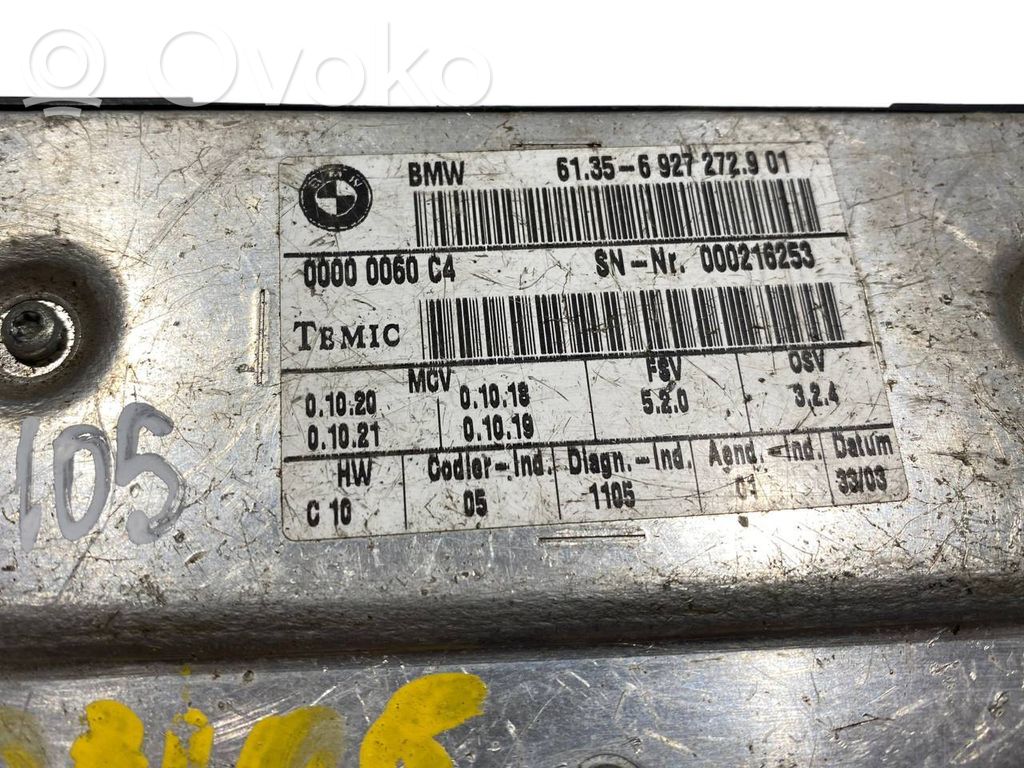 Ovoko
BMW
BMW 61.35-6 927 272.9 01
0000 0060 C4 SN-Nr. 000216253
TEMIC
MCV FSV OSV
0.10.20 0.10.18 5.2.0 3.2.4
0.10.21 0.10.19
HW Codier-Ind. Diagn.-Ind. Aend.-Ind. Datum
C 10 05 1105 01 33/03
105